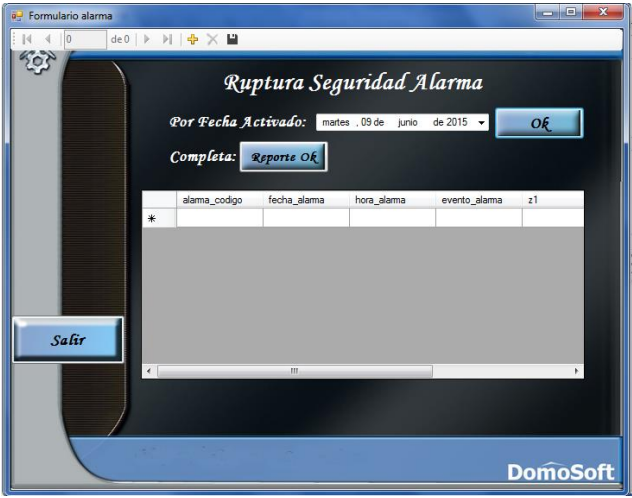 Formulario alarma
0 de 0
Ruptura Seguridad Alarma
Por Fecha Activado: martes , 09 de junio de 2015 Ok
Completa: Reporte Ok
alarma_codigo fecha_alarma hora_alarma evento_alarma z1
Salir
DomoSoft